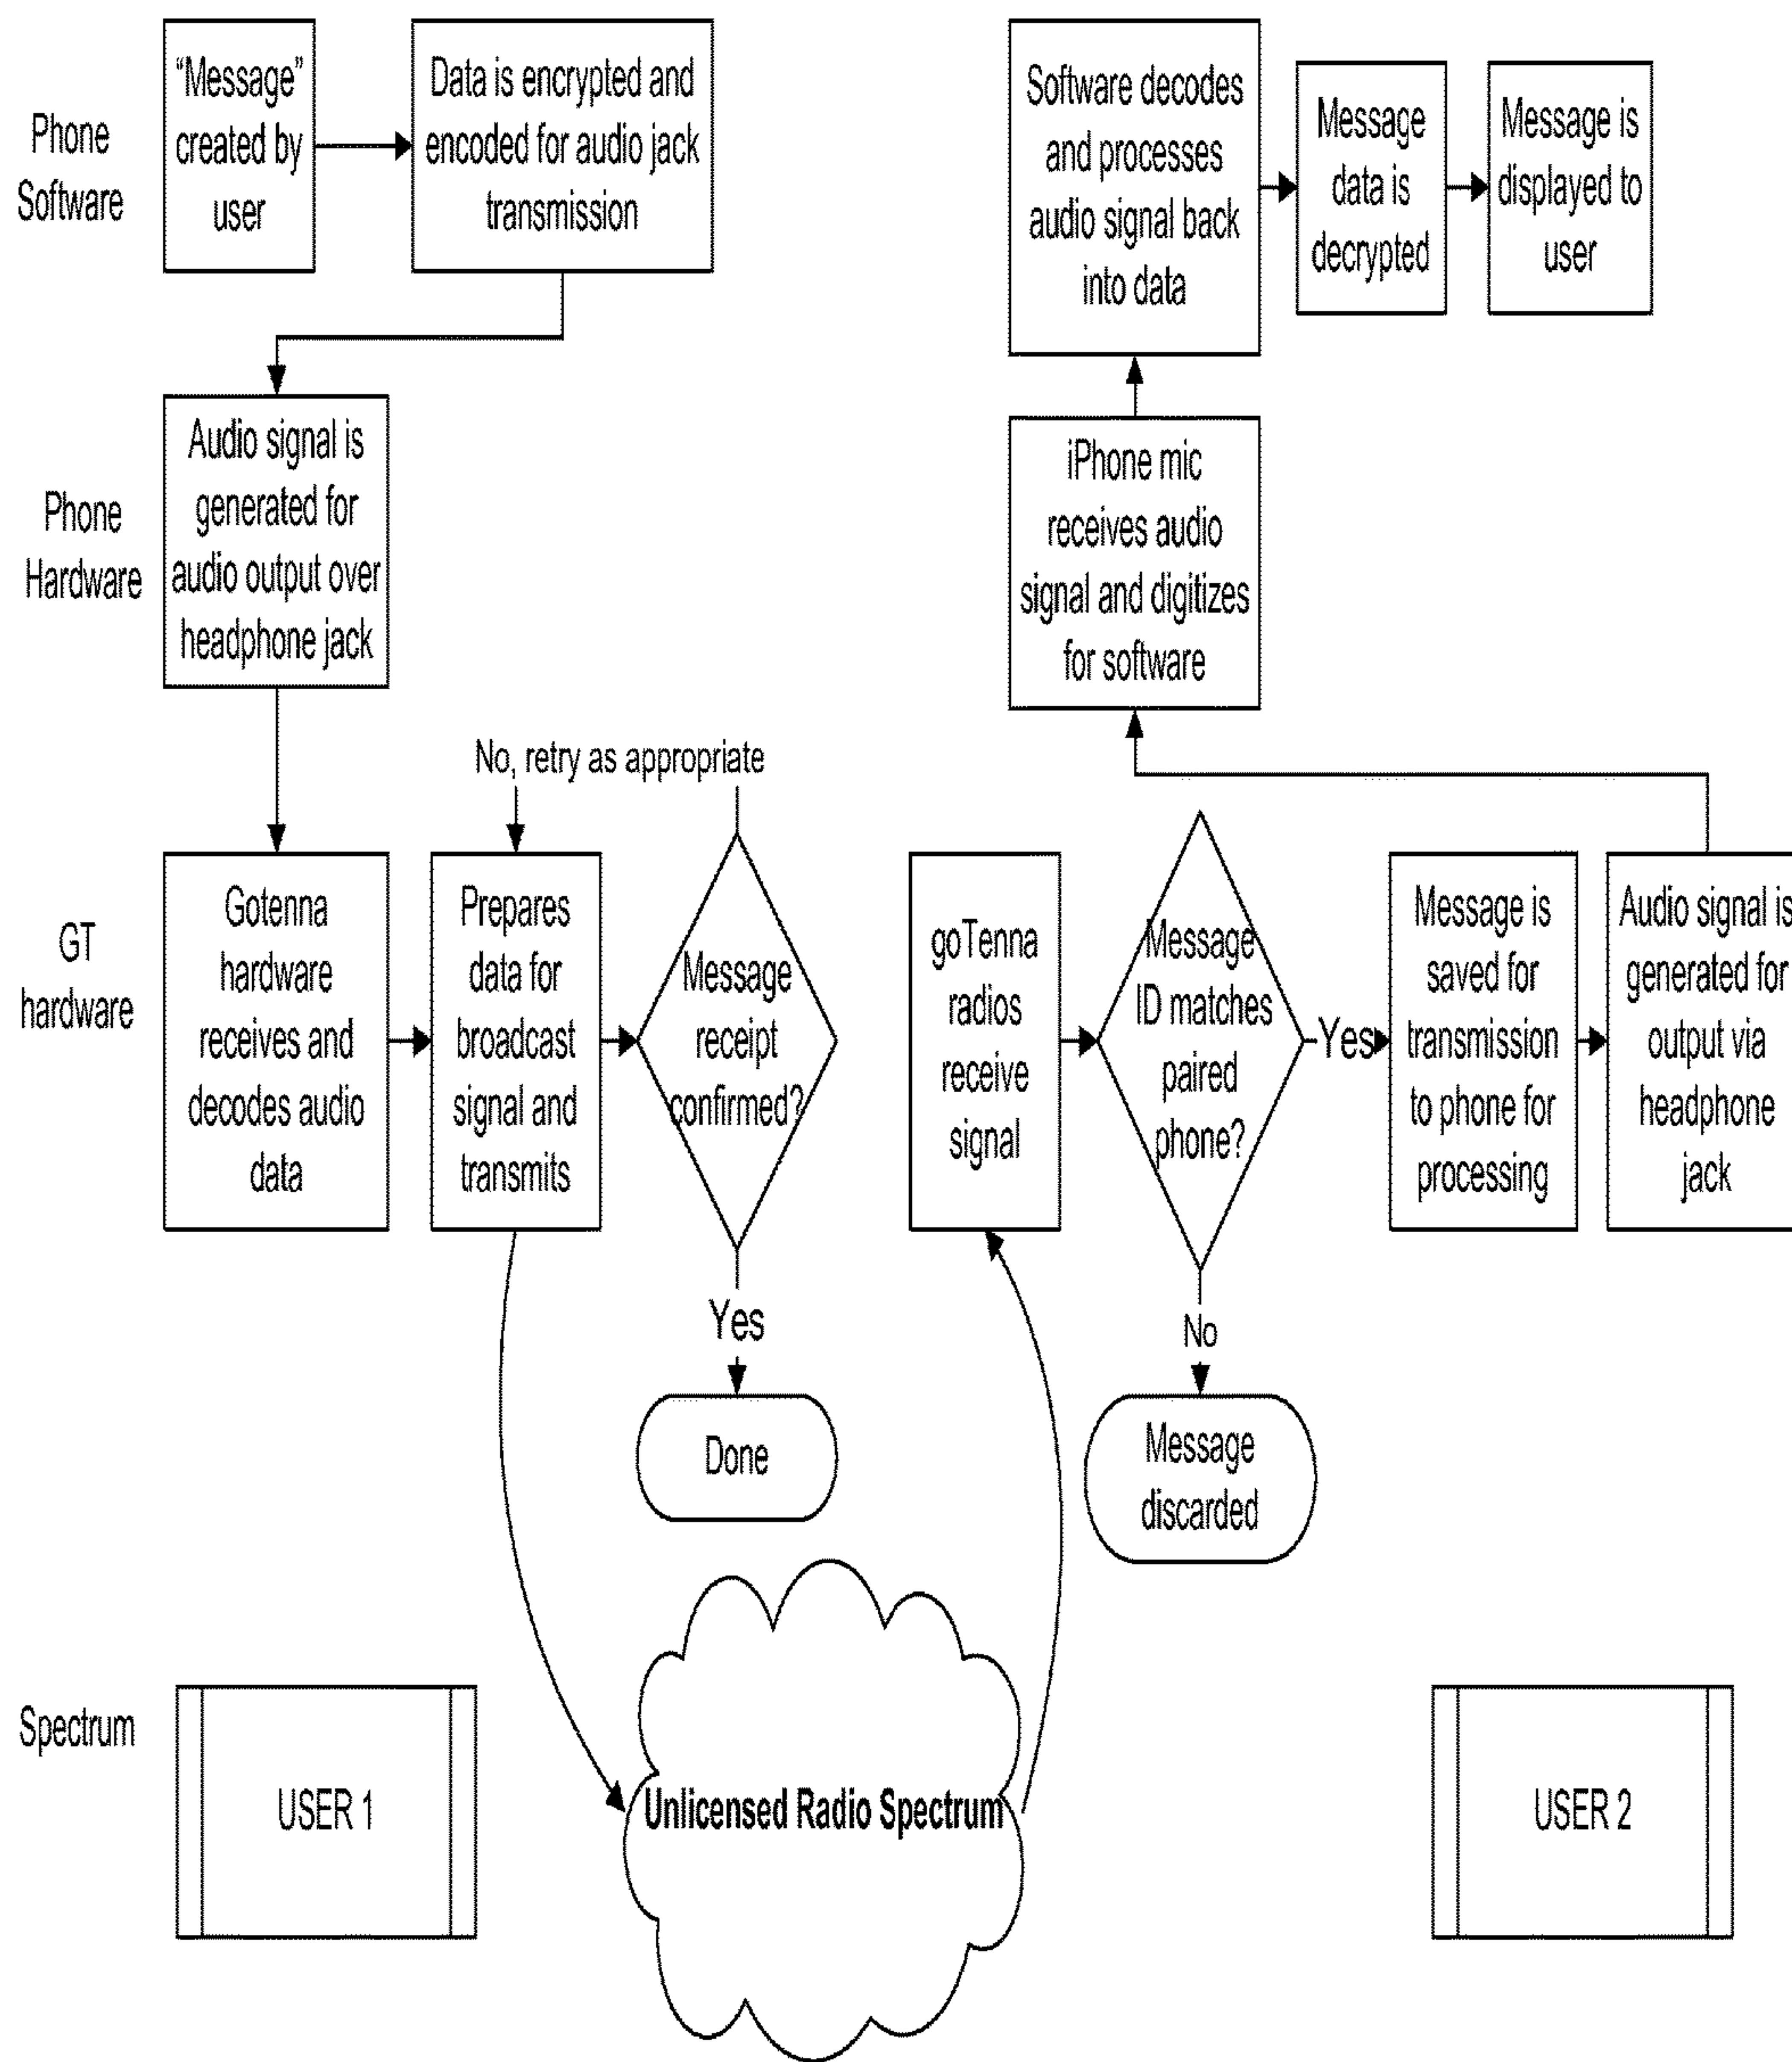 Phone
Software
“Message”
created by
user
Data is encrypted and
encoded for audio jack
transmission
Software decodes
and processes
audio signal back
into data
Message
data is
decrypted
Message is
displayed to
user
Phone
Hardware
Audio signal is
generated for
audio output over
headphone jack
iPhone mic
receives audio
signal and digitizes
for software
No, retry as appropriate
GT
hardware
Gotenna
hardware
receives and
decodes audio
data
Prepares
data for
broadcast
signal and
transmits
Message
receipt
confirmed?
goTenna
radios
receive
signal
Message
ID matches
paired
phone?
Yes
Message is
saved for
transmission
to phone for
processing
Audio signal is
generated for
output via
headphone
jack
Yes
No
Done
Message
discarded
Spectrum
USER 1
Unlicensed Radio Spectrum
USER 2